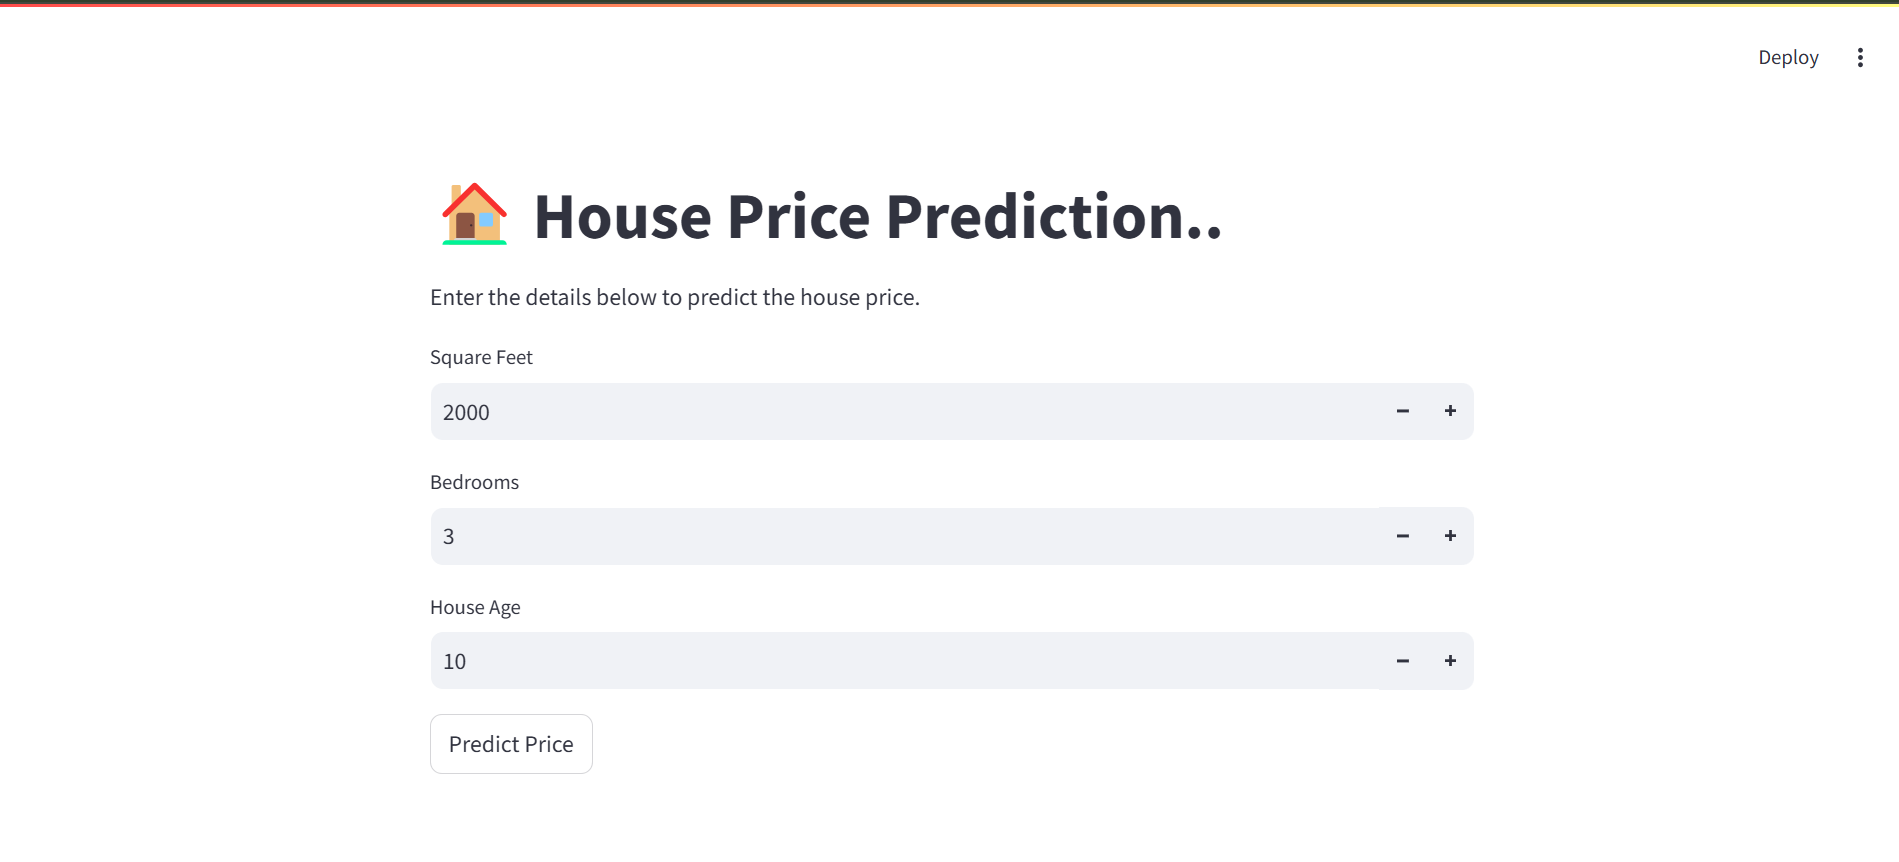 Deploy
House Price Prediction..
Enter the details below to predict the house price.
Square Feet
2000
Bedrooms
3
House Age
10
Predict Price